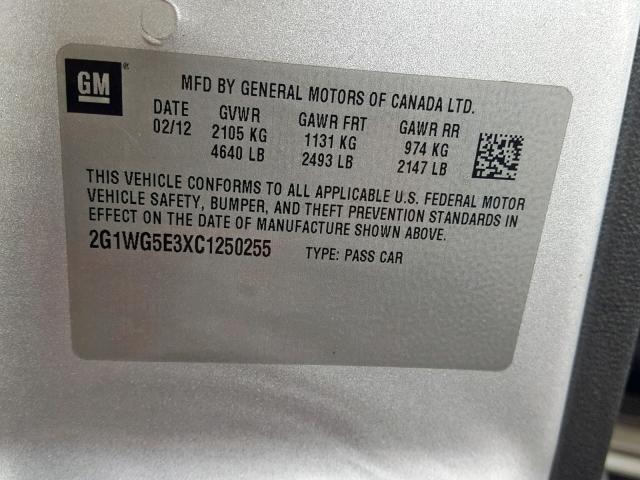 GM
MFD BY GENERAL MOTORS OF CANADA LTD.
DATE GVWR GAWR FRT GAWR RR
02/12 2105 KG 1131 KG 974 KG
4640 LB 2493 LB 2147 LB
THIS VEHICLE CONFORMS TO ALL APPLICABLE U.S. FEDERAL MOTOR
VEHICLE SAFETY, BUMPER, AND THEFT PREVENTION STANDARDS IN
EFFECT ON THE DATE OF MANUFACTURE SHOWN ABOVE.
2G1WG5E3XC1250255 TYPE: PASS CAR